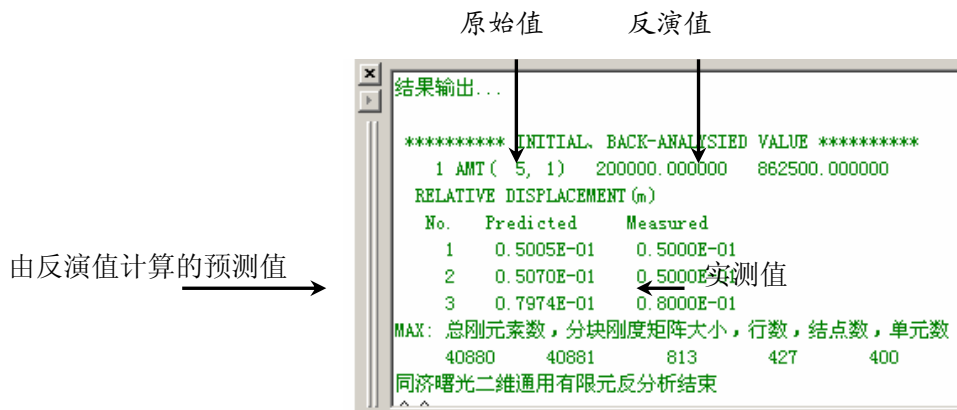 原始值 反演值
结果输出...
********** INITIAL、BACK-ANALYSIED VALUE **********
1 AMT( 5, 1) 200000.000000 862500.000000
RELATIVE DISPLACEMENT(m)
No. Predicted Measured
1 0.5005E-01 0.5000E-01
由反演值计算的预测值
2 0.5070E-01 0.5000E-01
实测值
3 0.7974E-01 0.8000E-01
MAX: 总刚元素数，分块刚度矩阵大小，行数，结点数，单元数
40880 40881 813 427 400
同济曙光二维通用有限元反分析结束
^ ^